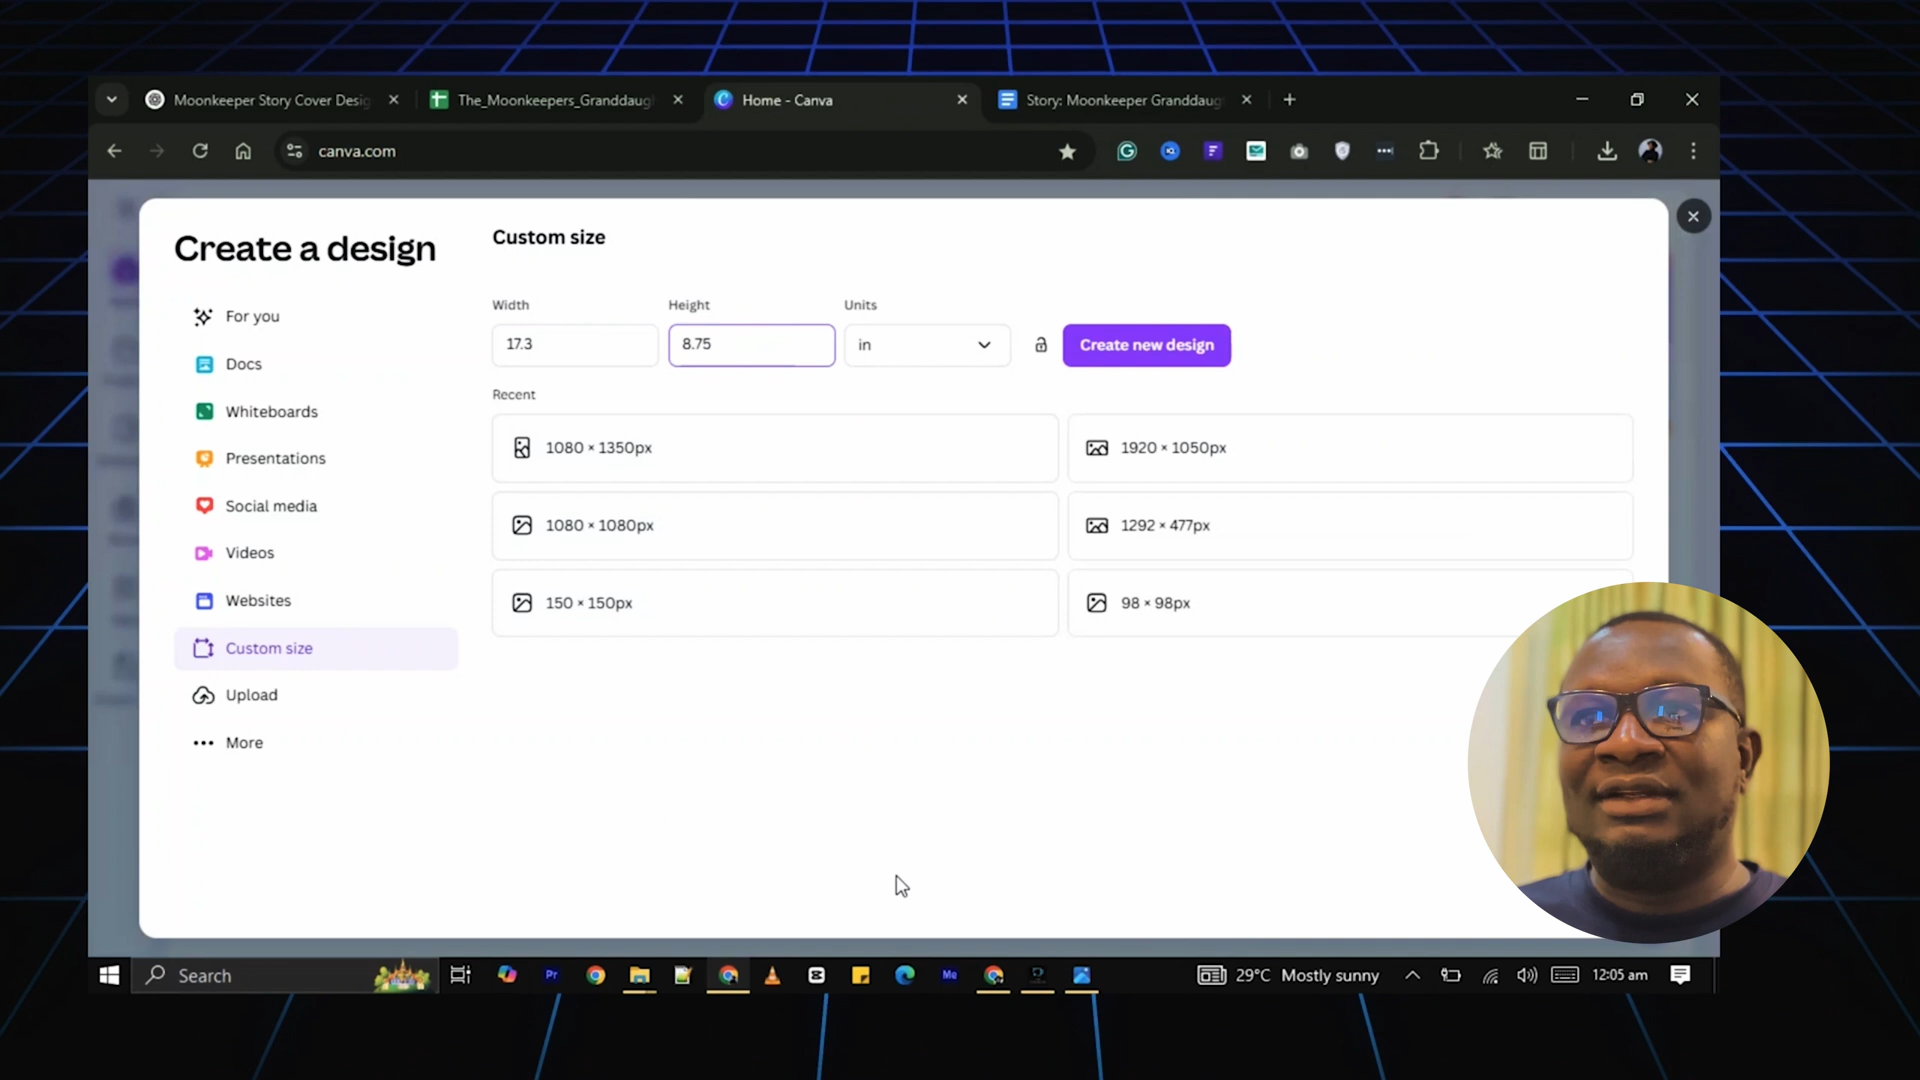 Moonkeeper Story Cover Desig
The_Moonkeepers_Granddaug
Home - Canva
Story: Moonkeeper Granddaug
canva.com
Create a design
Custom size
Width
Height
Units
17.3
8.75
in
Create new design
For you
Docs
Whiteboards
Presentations
Social media
Videos
Websites
Custom size
Upload
More
Recent
1080 × 1350px
1920 × 1050px
1080 × 1080px
1292 × 477px
150 × 150px
98 × 98px
Search
Pr
Me
29°C Mostly sunny
12:05 am